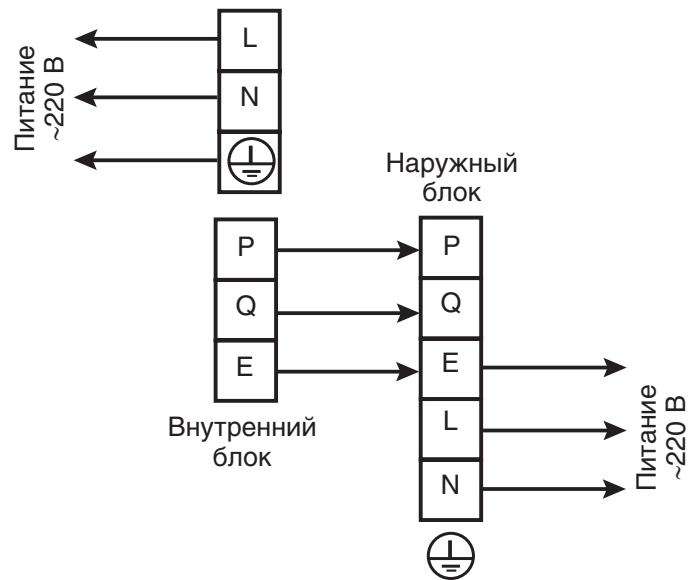 Питание
~220 В
L
N
Наружный
блок
P
Q
E
Внутренний
блок
P
Q
E
L
N
Питание
~220 В